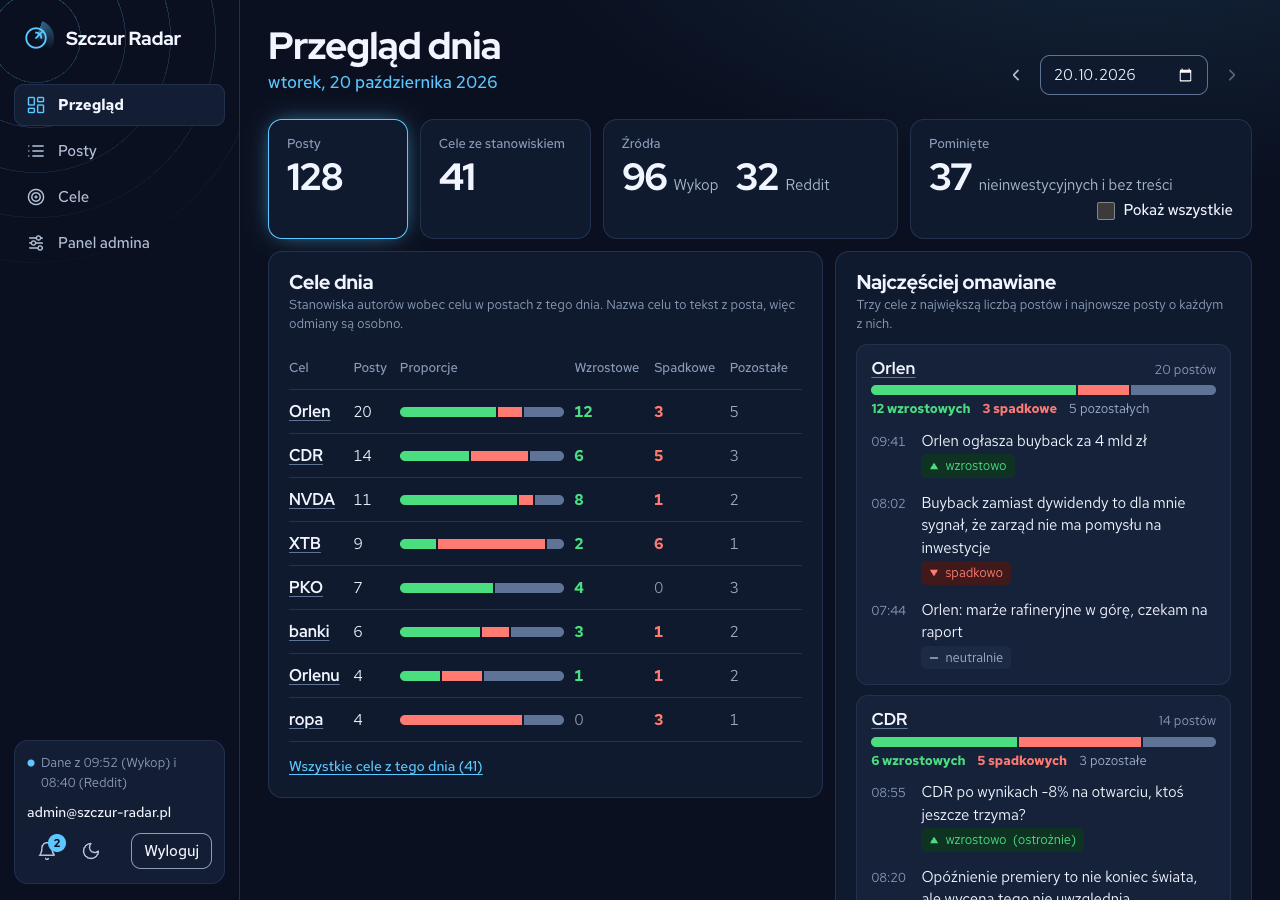 Szczur Radar
Przegląd
Posty
Cele
Panel admina
Dane z 09:52 (Wykop) i
08:40 (Reddit)
admin@szczur-radar.pl
2
Wyloguj
Przegląd dnia
wtorek, 20 października 2026
20.10.2026
Posty
128
Cele ze stanowiskiem
41
Źródła
96 Wykop 32 Reddit
Pominięte
37 nieinwestycyjnych i bez treści
Pokaż wszystkie
Cele dnia
Stanowiska autorów wobec celu w postach z tego dnia. Nazwa celu to tekst z posta, więc
odmiany są osobno.
Cel Posty Proporcje Wzrostowe Spadkowe Pozostałe
Orlen 20 12 3 5
CDR 14 6 5 3
NVDA 11 8 1 2
XTB 9 2 6 1
PKO 7 4 0 3
banki 6 3 1 2
Orlenu 4 1 1 2
ropa 4 0 3 1
Wszystkie cele z tego dnia (41)
Najczęściej omawiane
Trzy cele z największą liczbą postów i najnowsze posty o każdym
z nich.
Orlen 20 postów
12 wzrostowych 3 spadkowe 5 pozostałych
09:41 Orlen ogłasza buyback za 4 mld zł
wzrostowo
08:02 Buyback zamiast dywidendy to dla mnie
sygnał, że zarząd nie ma pomysłu na
inwestycje
spadkowo
07:44 Orlen: marże rafineryjne w górę, czekam na
raport
neutralnie
CDR 14 postów
6 wzrostowych 5 spadkowych 3 pozostałe
08:55 CDR po wynikach -8% na otwarciu, ktoś
jeszcze trzyma?
wzrostowo (ostrożnie)
08:20 Opóźnienie premiery to nie koniec świata,
ale wycena tego nie uwzględnia